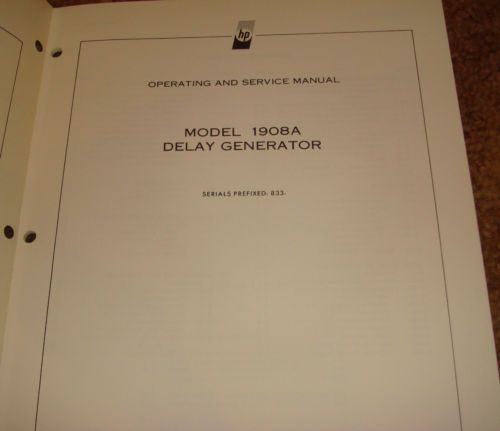 hp
OPERATING AND SERVICE MANUAL
MODEL 1908A
DELAY GENERATOR
SERIALS PREFIXED: 833-